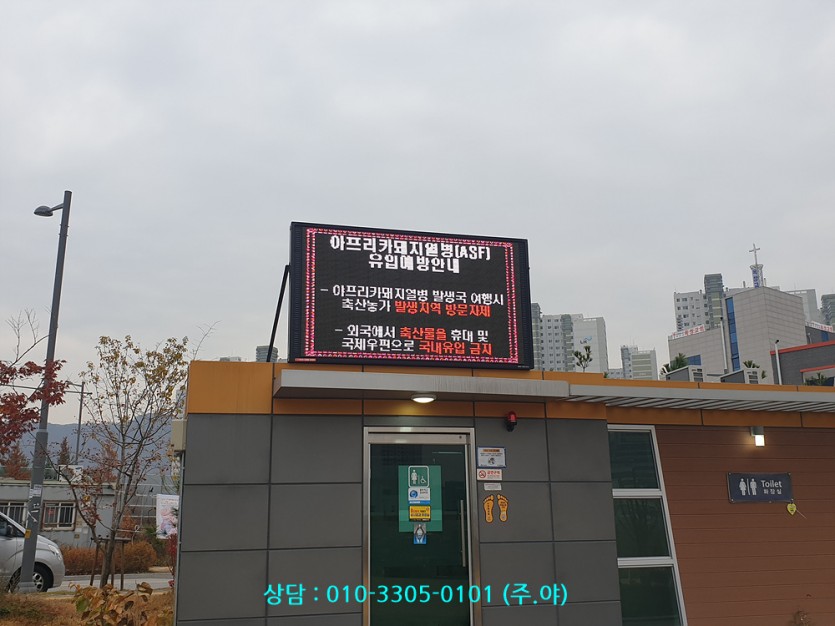 아프리카돼지열병(ASF)
유입예방안내
- 아프리카돼지열병 발생국 여행시
축산농가 발생지역 방문자제
- 외국에서 축산물을 휴대 및
국제우편으로 국내유입 금지
Toilet
화장실
상담 : 010-3305-0101 (주.야)